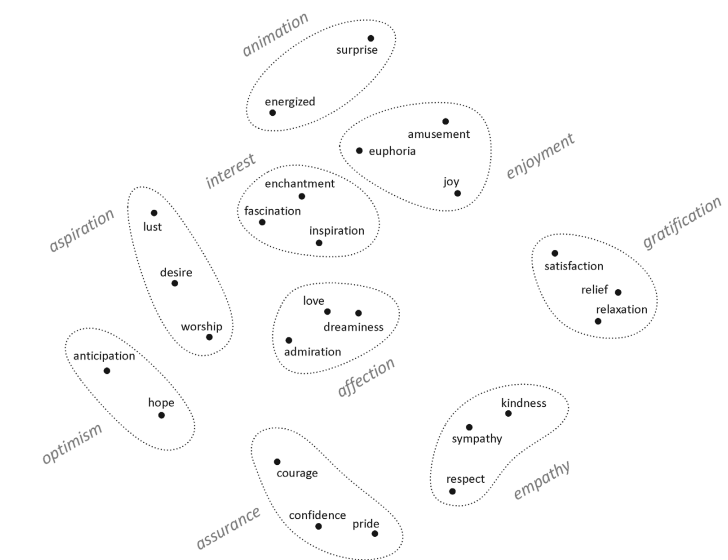 animation
surprise
energized
amusement
euphoria
enjoyment
joy
interest
enchantment
fascination
inspiration
aspiration
lust
desire
worship
gratification
satisfaction
relief
relaxation
love
dreaminess
admiration
affection
anticipation
hope
optimism
kindness
sympathy
respect
empathy
courage
confidence
pride
assurance